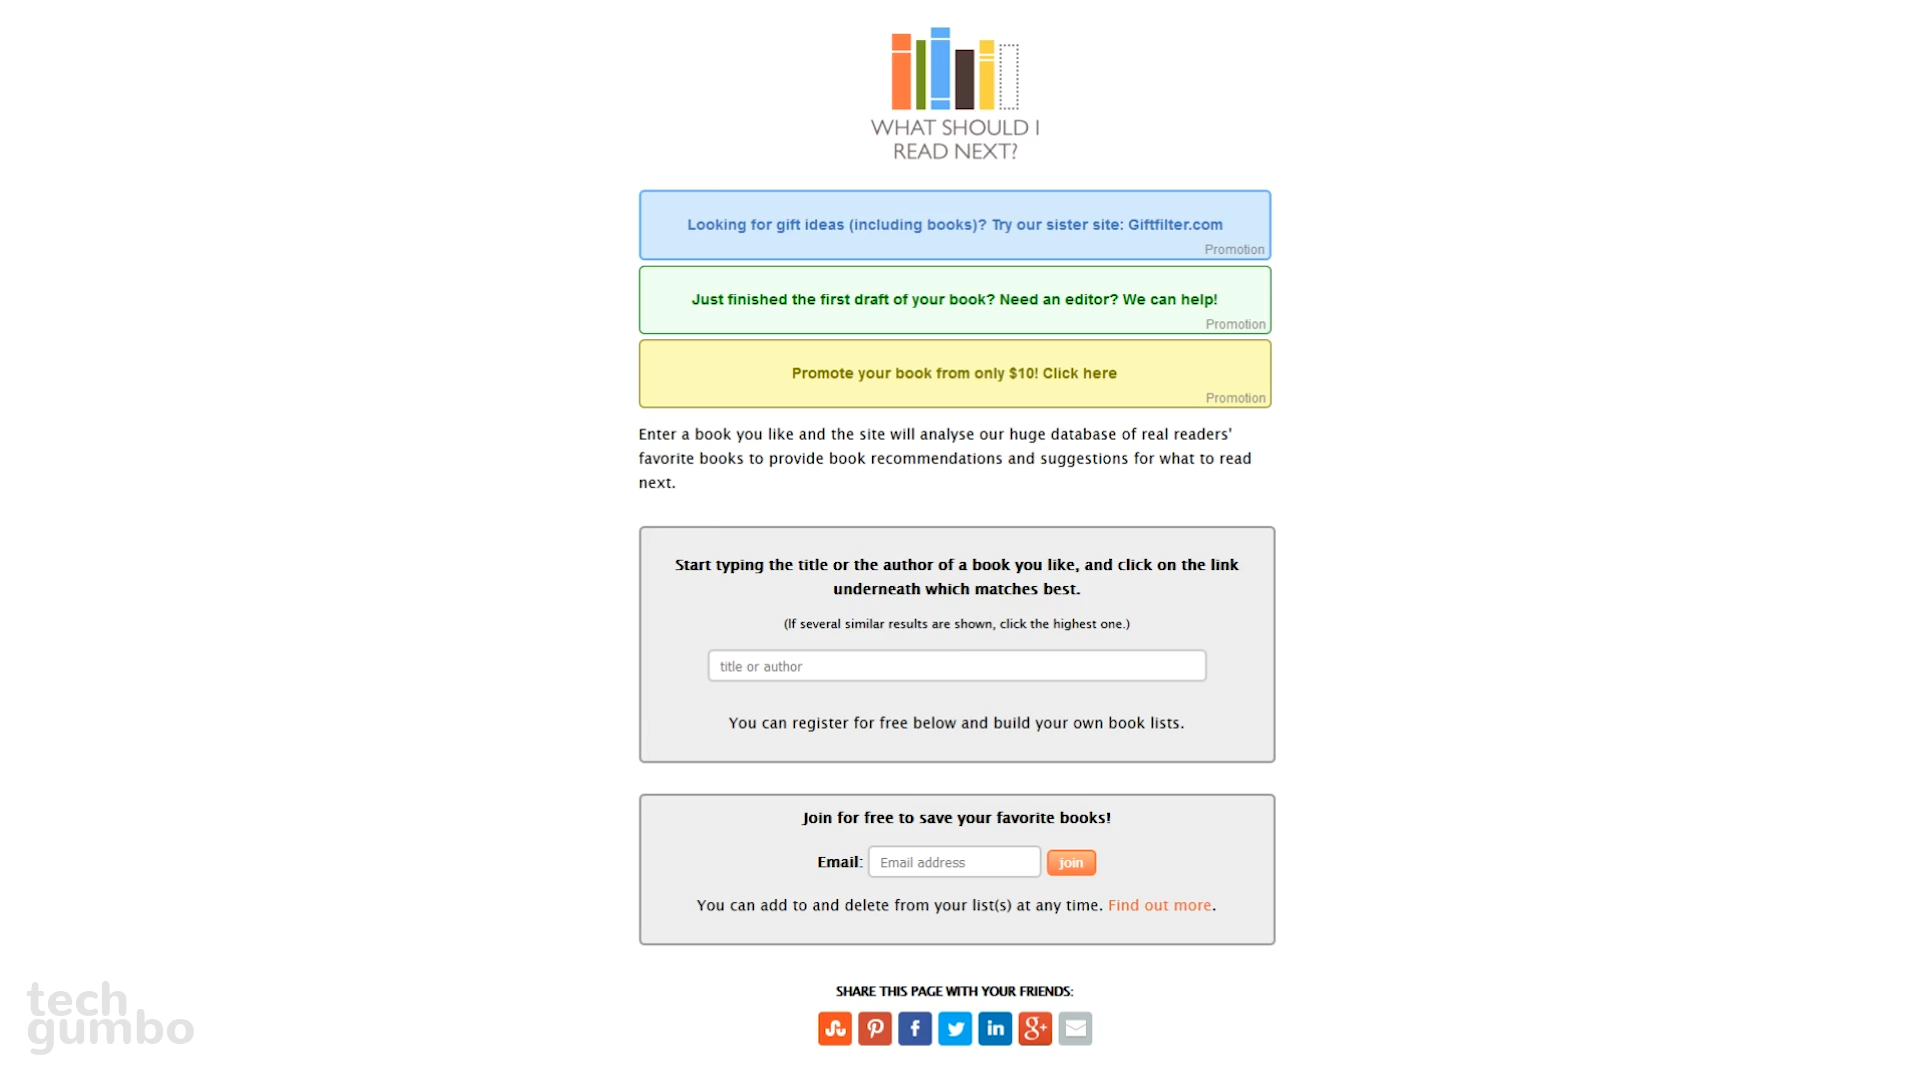 WHAT SHOULD I
READ NEXT?
Looking for gift ideas (including books)? Try our sister site: Giftfilter.com
Promotion
Just finished the first draft of your book? Need an editor? We can help!
Promotion
Promote your book from only $10! Click here
Promotion
Enter a book you like and the site will analyse our huge database of real readers'
favorite books to provide book recommendations and suggestions for what to read
next.
Start typing the title or the author of a book you like, and click on the link
underneath which matches best.
(If several similar results are shown, click the highest one.)
title or author
You can register for free below and build your own book lists.
Join for free to save your favorite books!
Email: Email address join
You can add to and delete from your list(s) at any time. Find out more.
SHARE THIS PAGE WITH YOUR FRIENDS:
f in g+
tech
gumbo